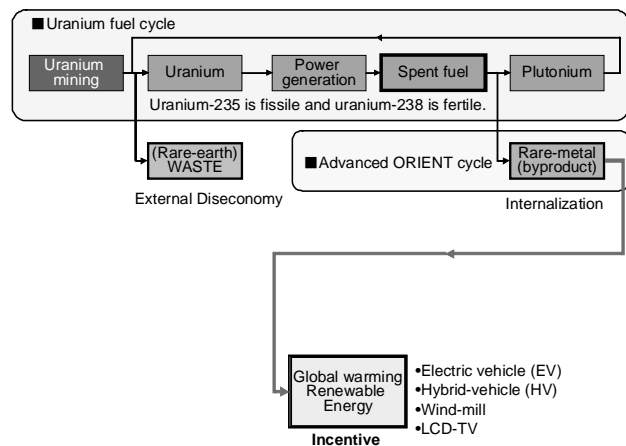 ■Uranium fuel cycle
Uranium
mining
Uranium
Power
generation
Spent fuel
Plutonium
Uranium-235 is fissile and uranium-238 is fertile.
(Rare-earth)
WASTE
External Diseconomy
■Advanced ORIENT cycle
Rare-metal
(byproduct)
Internalization
Global warming
Renewable
Energy
Incentive
•Electric vehicle (EV)
•Hybrid-vehicle (HV)
•Wind-mill
•LCD-TV